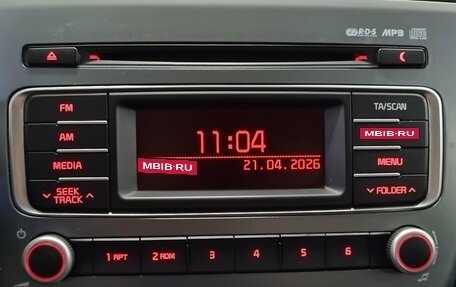 RDS MP3
FM
TA/SCAN
AM
11:04
MBIB-RU
MEDIA
MBIB-RU
21.04.2026
MENU
SEEK
TRACK
FOLDER
1 RPT
2 RDM
3
4
5
6